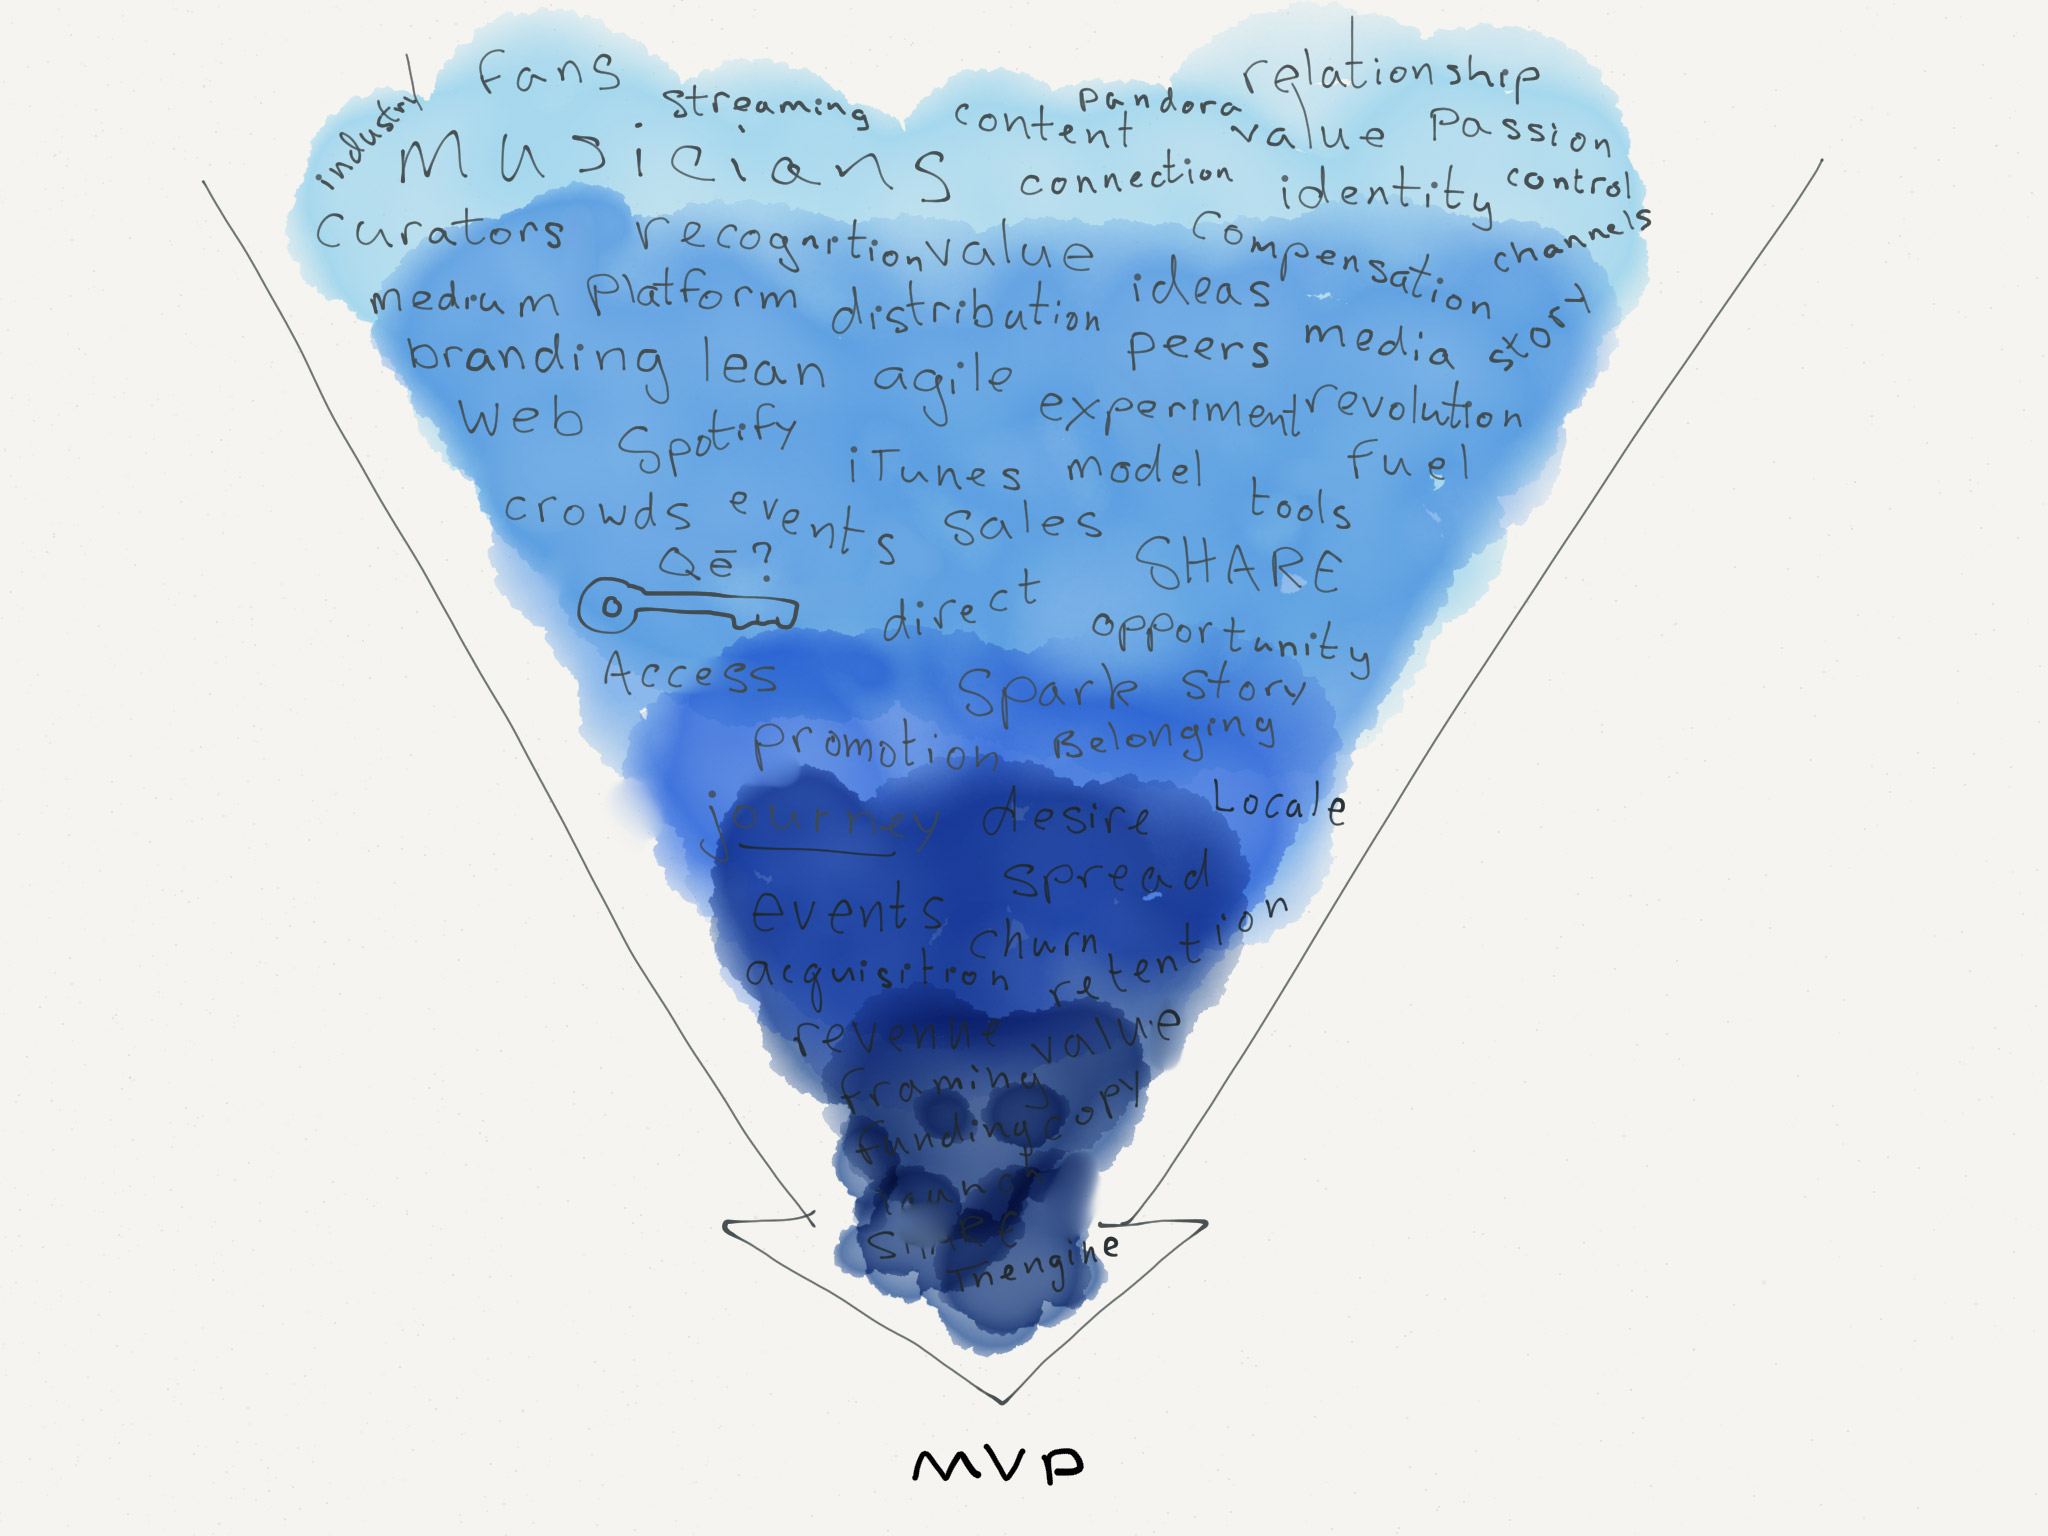 fans relationship
industry streaming content pandora value Passion
musicians connection identity control
curators recognition value compensation channels
medium platform distribution ideas story
branding lean agile peers media
web Spotify experiment revolution
iTunes model fuel
crowds events sales tools
Qē? SHARE
direct opportunity
Access Spark Story
promotion Belonging
journey desire Locale
events spread
acquisition churn retention
revenue value
framing
funding copy
SHARE
Tnengine
MVP